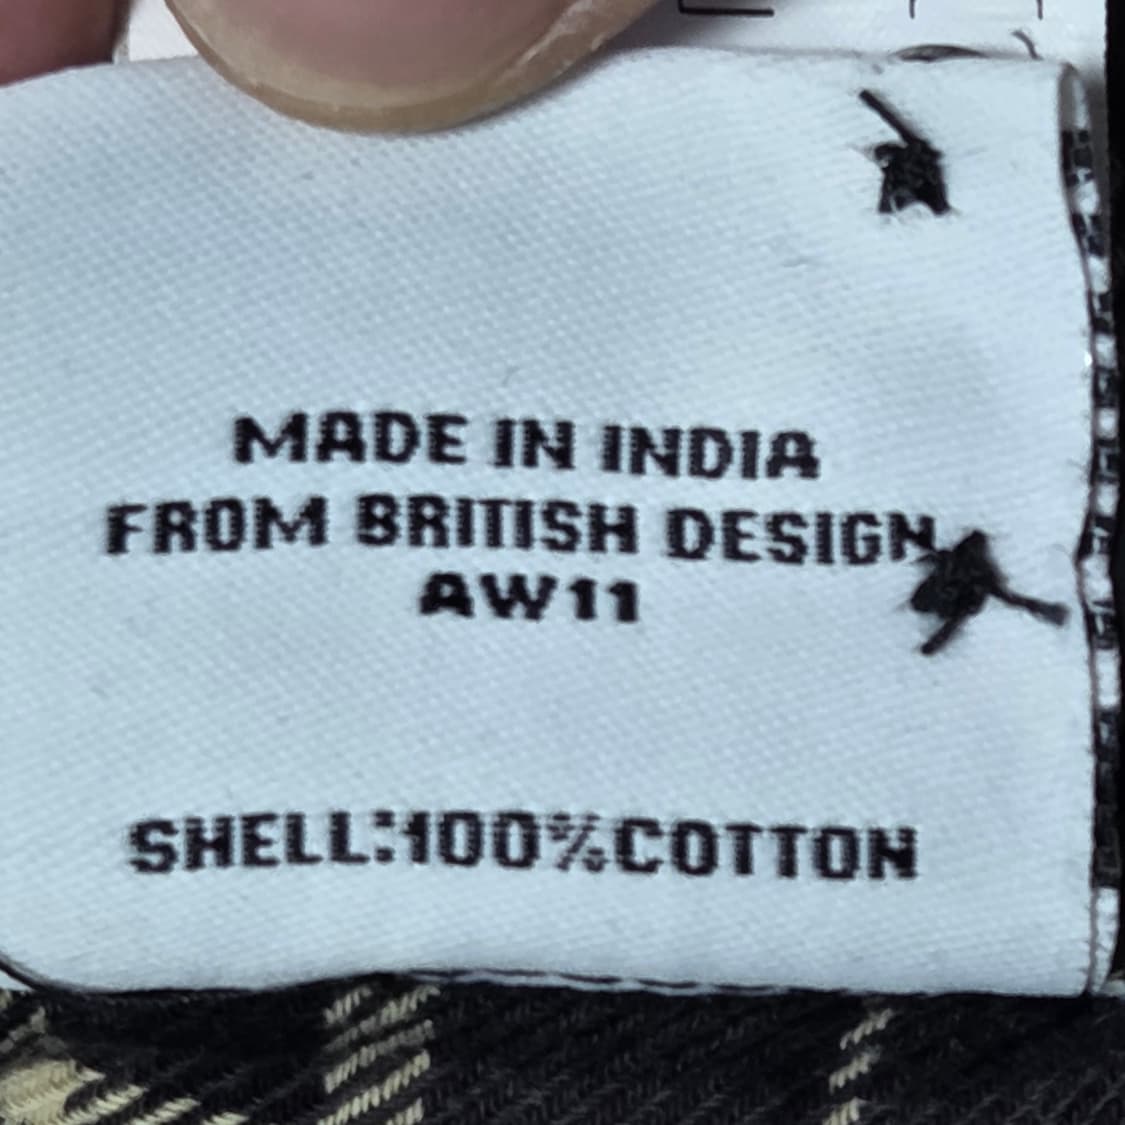 MADE IN INDIA
FROM BRITISH DESIGN
AW11
SHELL:100%COTTON